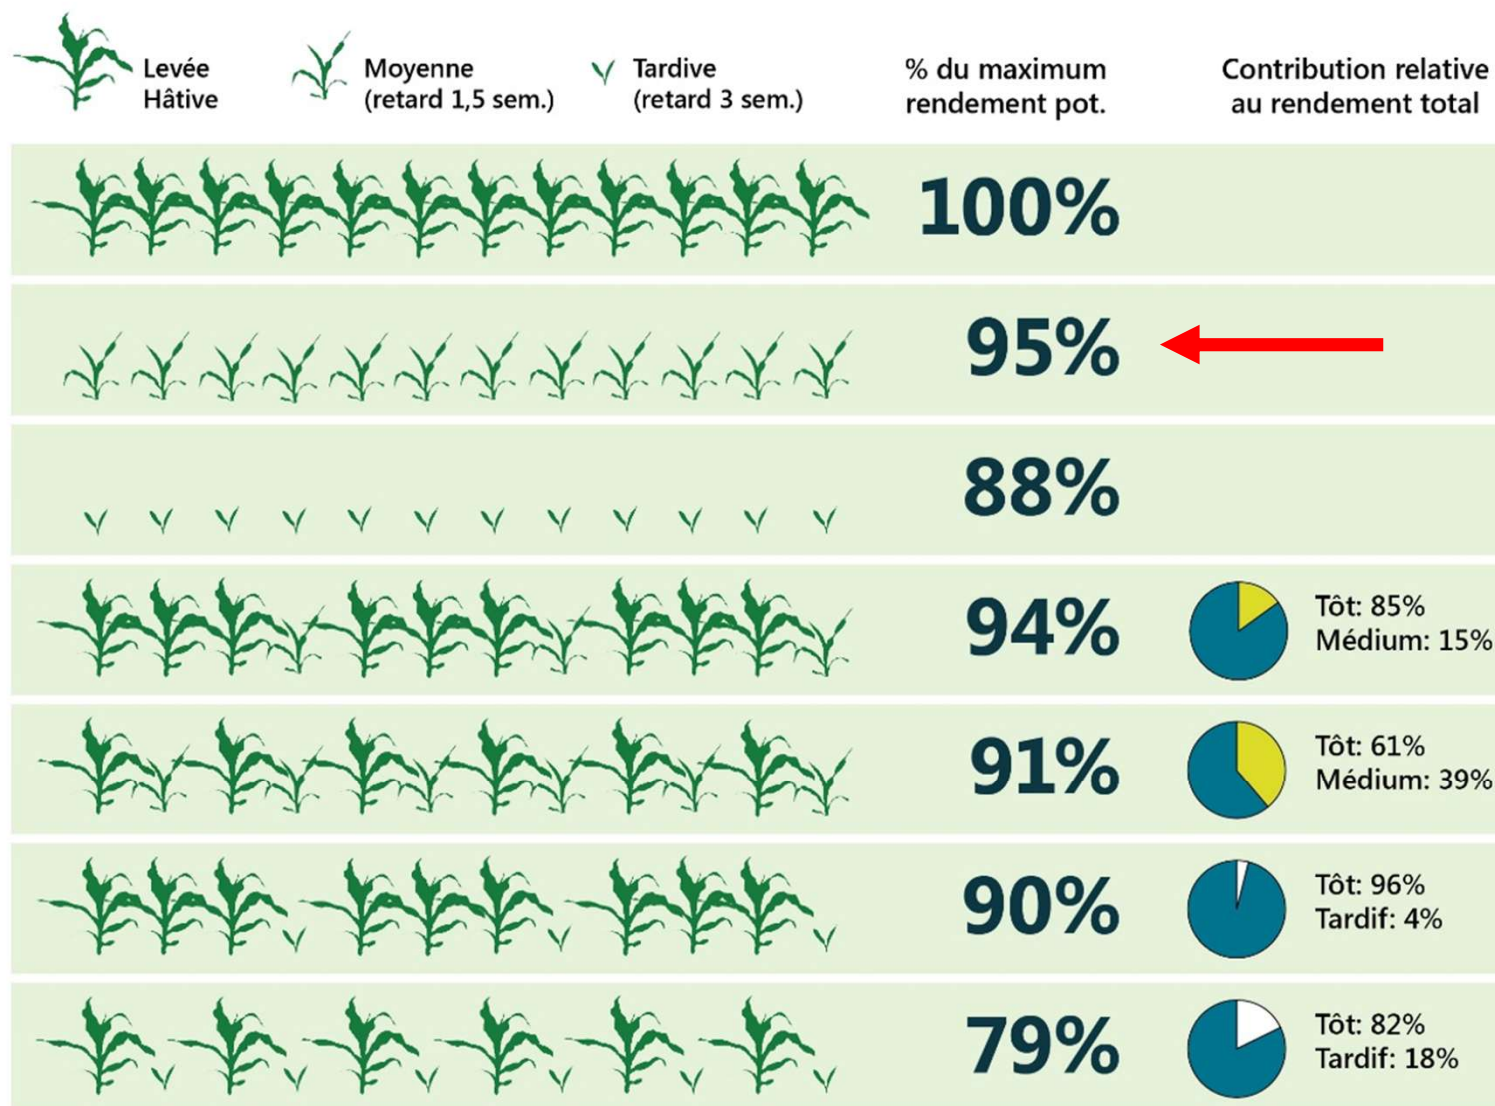 Levée
Hâtive
Moyenne
(retard 1,5 sem.)
Tardive
(retard 3 sem.)
% du maximum
rendement pot.
Contribution relative
au rendement total
100%
95%
88%
94%
Tôt: 85%
Médium: 15%
91%
Tôt: 61%
Médium: 39%
90%
Tôt: 96%
Tardif: 4%
79%
Tôt: 82%
Tardif: 18%